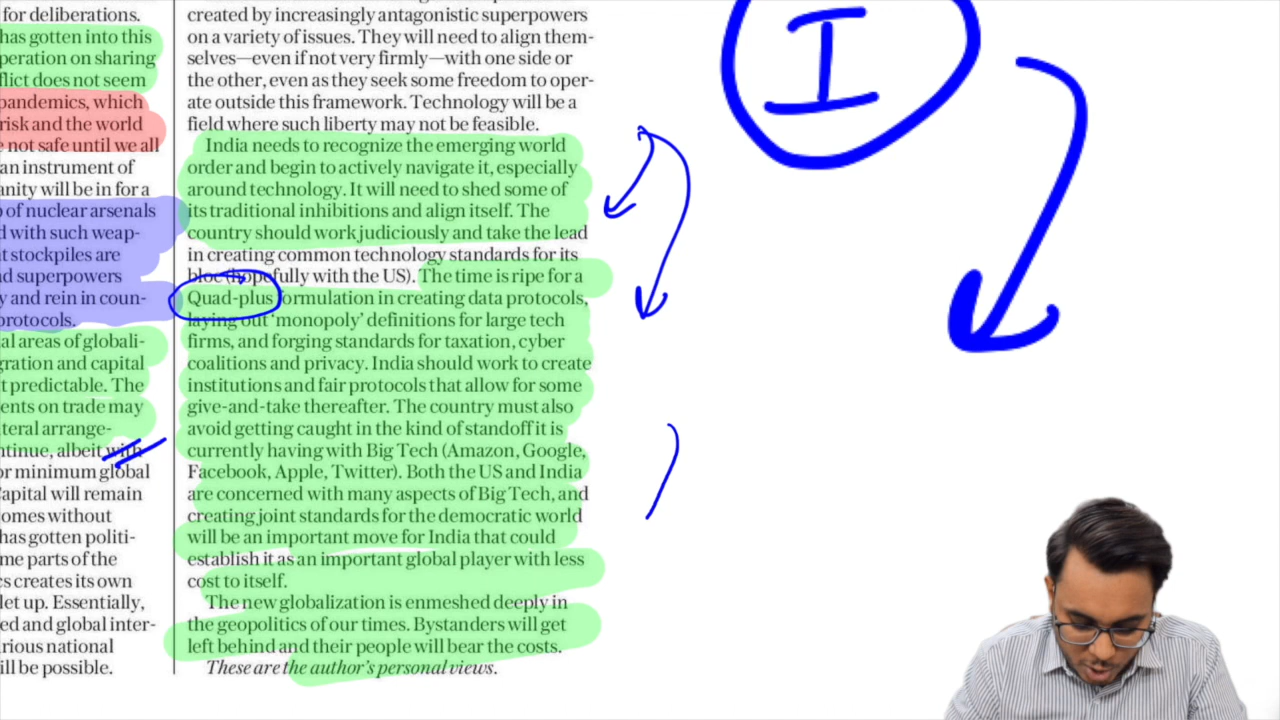 for deliberations.
has gotten into this
peration on sharing
flict does not seem
pandemics, which
risk and the world
e not safe until we all
an instrument of
anity will be in for a
of nuclear arsenals
d with such weap-
t stockpiles are
nd superpowers
y and rein in coun-
protocols.
al areas of globali-
gration and capital
t predictable. The
ents on trade may
teral arrange-
ntinue, albeit with
or minimum global
Capital will remain
omes without
has gotten politi-
me parts of the
cs creates its own
let up. Essentially,
ed and global inter-
rious national
ill be possible.
created by increasingly antagonistic superpowers
on a variety of issues. They will need to align them-
selves—even if not very firmly—with one side or
the other, even as they seek some freedom to oper-
ate outside this framework. Technology will be a
field where such liberty may not be feasible.
India needs to recognize the emerging world
order and begin to actively navigate it, especially
around technology. It will need to shed some of
its traditional inhibitions and align itself. The
country should work judiciously and take the lead
in creating common technology standards for its
bloc (hopefully with the US). The time is ripe for a
Quad-plus formulation in creating data protocols,
laying out ‘monopoly’ definitions for large tech
firms, and forging standards for taxation, cyber
coalitions and privacy. India should work to create
institutions and fair protocols that allow for some
give-and-take thereafter. The country must also
avoid getting caught in the kind of standoff it is
currently having with Big Tech (Amazon, Google,
Facebook, Apple, Twitter). Both the US and India
are concerned with many aspects of Big Tech, and
creating joint standards for the democratic world
will be an important move for India that could
establish it as an important global player with less
cost to itself.
The new globalization is enmeshed deeply in
the geopolitics of our times. Bystanders will get
left behind and their people will bear the costs.
These are the author’s personal views.
I